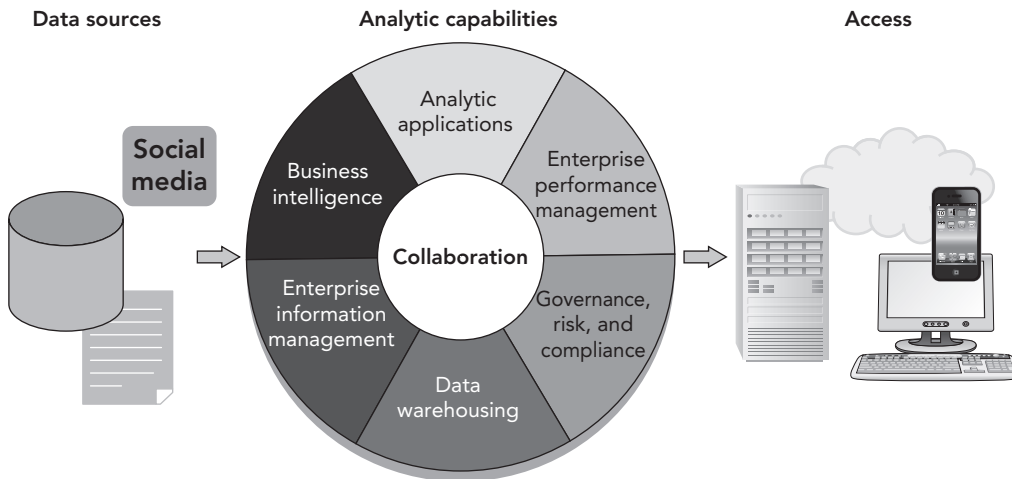 Data sources
Analytic capabilities
Access
Social
media
Analytic
applications
Business
intelligence
Enterprise
performance
management
Collaboration
Enterprise
information
management
Governance,
risk, and
compliance
Data
warehousing